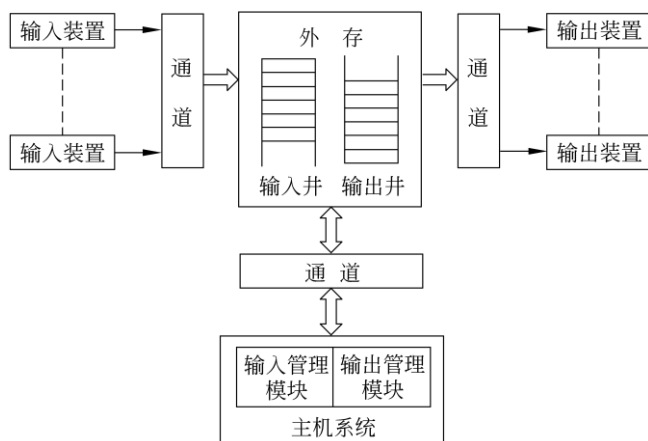 输入装置
输入装置
通道
外 存
输入井 输出井
通道
输出装置
输出装置
通 道
输入管理模块
输出管理模块
主机系统